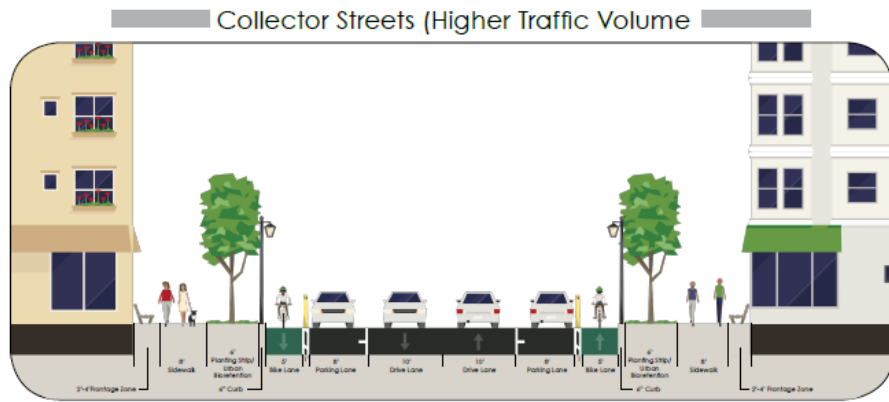 Collector Streets (Higher Traffic Volume
2'-4' Frontage Zone
8'
Sidewalk
6'
Planting Strip/
Urban
Bioretention
6" Curb
5'
Bike Lane
8'
Parking Lane
10'
Drive Lane
10'
Drive Lane
8'
Parking Lane
5'
Bike Lane
6" Curb
6'
Planting Strip/
Urban
Bioretention
8'
Sidewalk
2'-4' Frontage Zone